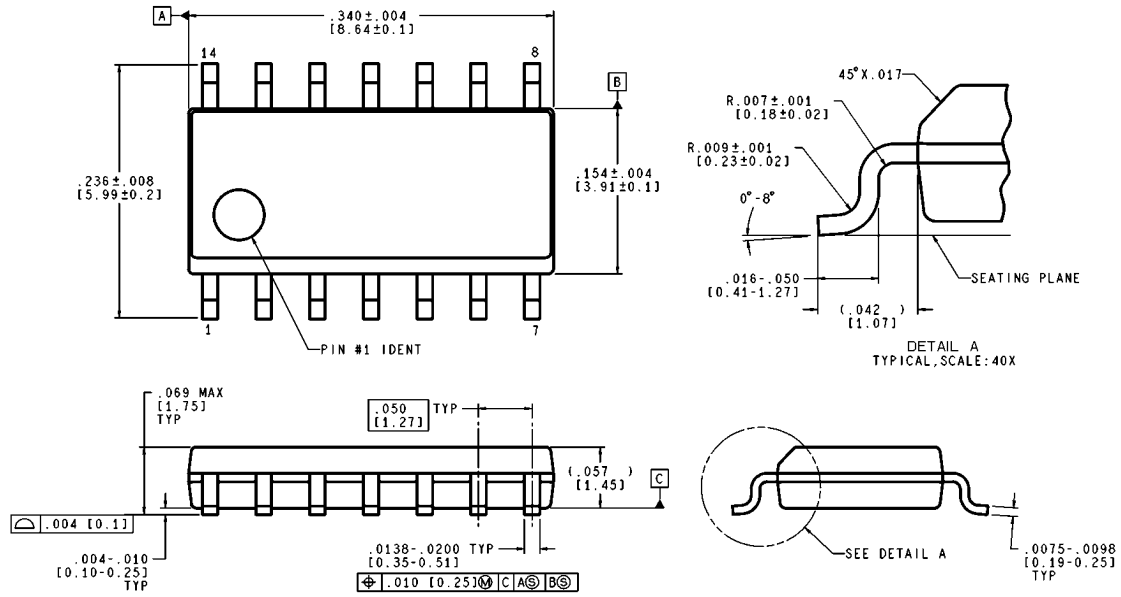 A
.340±.004
[8.64±0.1]
14
8
B
.236±.008
[5.99±0.2]
.154±.004
[3.91±0.1]
1
7
PIN #1 IDENT
45°X.017
R.007±.001
[0.18±0.02]
R.009±.001
[0.23±0.02]
0°-8°
SEATING PLANE
.016-.050
[0.41-1.27]
(.042)
[1.07]
DETAIL A
TYPICAL,SCALE:40X
.069 MAX
[1.75]
TYP
.050 TYP
[1.27]
(.057)
[1.45]
C
⌓ .004 [0.1]
.004-.010
[0.10-0.25]
TYP
.0138-.0200 TYP
[0.35-0.51]
⌖ .010 [0.25]Ⓜ C AⓈ BⓈ
SEE DETAIL A
.0075-.0098
[0.19-0.25]
TYP